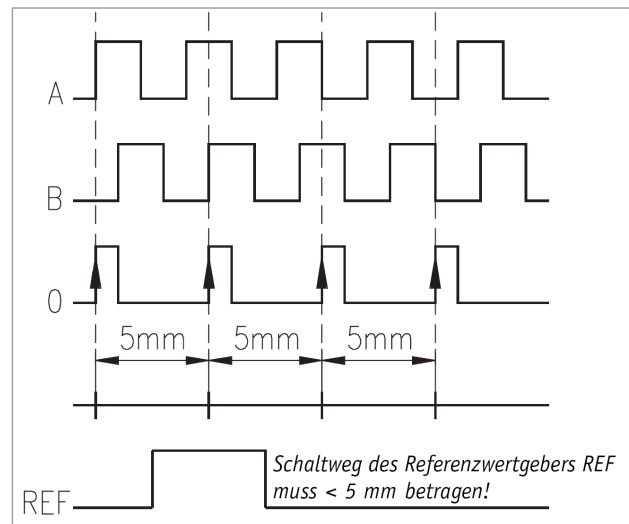 A
B
0
5mm 5mm 5mm
Schaltweg des Referenzwertgebers REF
muss < 5 mm betragen!
REF